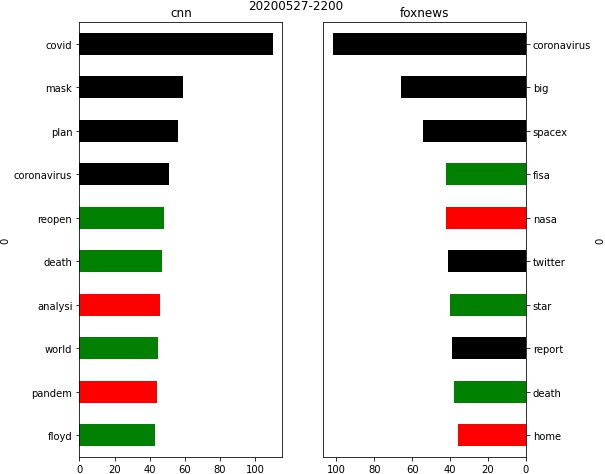 20200527-2200
cnn
covid
mask
plan
coronavirus
reopen
death
analysi
world
pandem
floyd
0
0 20 40 60 80 100
foxnews
coronavirus
big
spacex
fisa
nasa
twitter
star
report
death
home
0
100 80 60 40 20 0